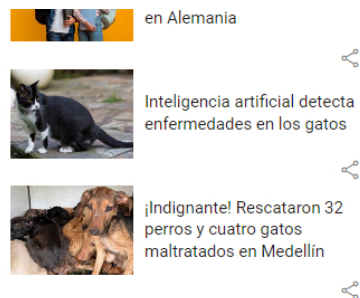 en Alemania
Inteligencia artificial detecta
enfermedades en los gatos
¡Indignante! Rescataron 32
perros y cuatro gatos
maltratados en Medellín